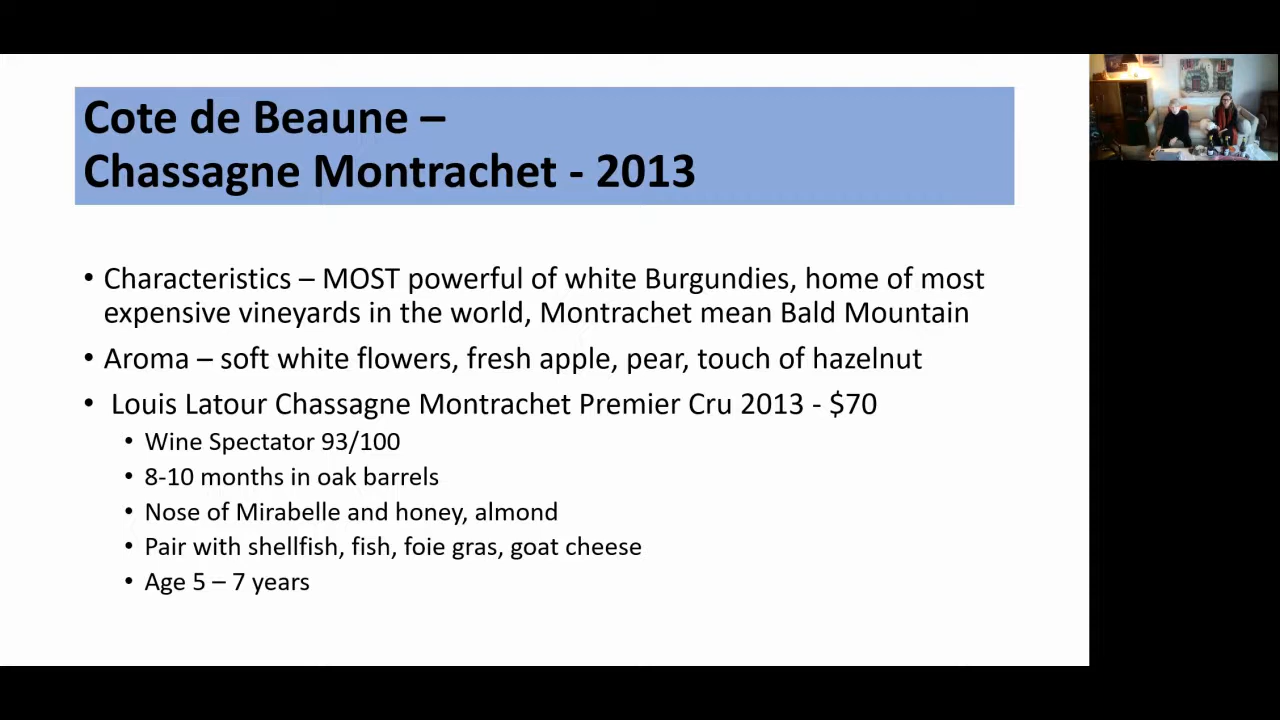 Cote de Beaune –
Chassagne Montrachet - 2013
• Characteristics – MOST powerful of white Burgundies, home of most
expensive vineyards in the world, Montrachet mean Bald Mountain
• Aroma – soft white flowers, fresh apple, pear, touch of hazelnut
• Louis Latour Chassagne Montrachet Premier Cru 2013 - $70
• Wine Spectator 93/100
• 8-10 months in oak barrels
• Nose of Mirabelle and honey, almond
• Pair with shellfish, fish, foie gras, goat cheese
• Age 5 – 7 years